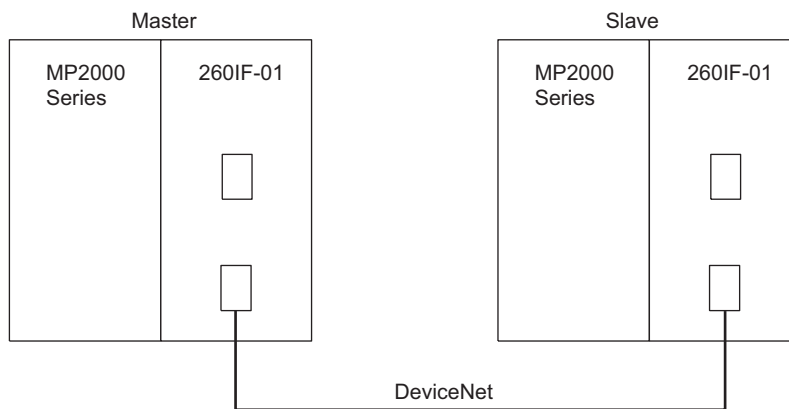 Master
MP2000
Series
260IF-01
Slave
MP2000
Series
260IF-01
DeviceNet